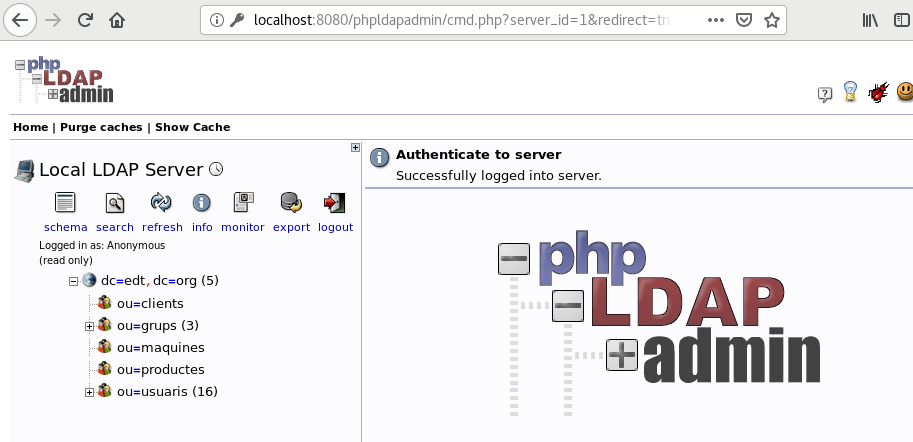 localhost:8080/phpldapadmin/cmd.php?server_id=1&redirect=tru
php
LDAP
admin
Home | Purge caches | Show Cache
Local LDAP Server
schema search refresh info monitor export logout
Logged in as: Anonymous
(read only)
dc=edt,dc=org (5)
ou=clients
ou=grups (3)
ou=maquines
ou=productes
ou=usuaris (16)
Authenticate to server
Successfully logged into server.
php
LDAP
admin